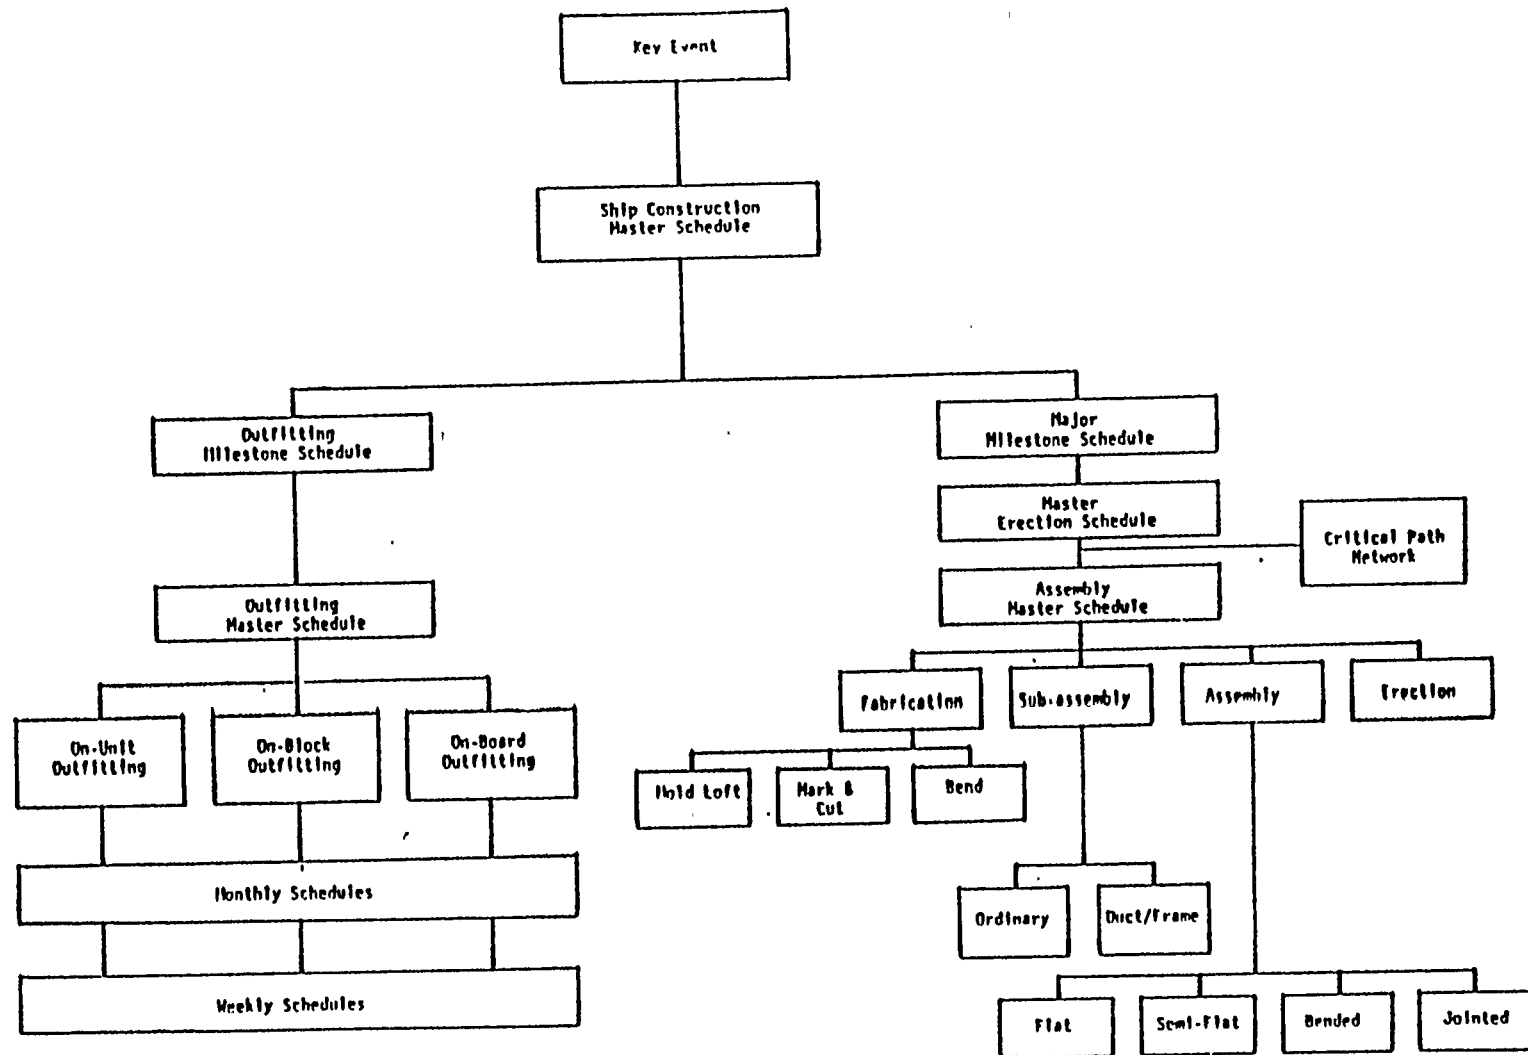 Key Event
Ship Construction
Master Schedule
Outfitting
Milestone Schedule
Major
Milestone Schedule
Master
Erection Schedule
Critical Path
Network
Outfitting
Master Schedule
Assembly
Master Schedule
Fabrication
Sub-assembly
Assembly
Erection
On-Unit
Outfitting
On-Block
Outfitting
On-Board
Outfitting
Mold Loft
Mark &
Cut
Bend
Monthly Schedules
Ordinary
Duct/Frame
Weekly Schedules
Flat
Semi-Flat
Bended
Jointed